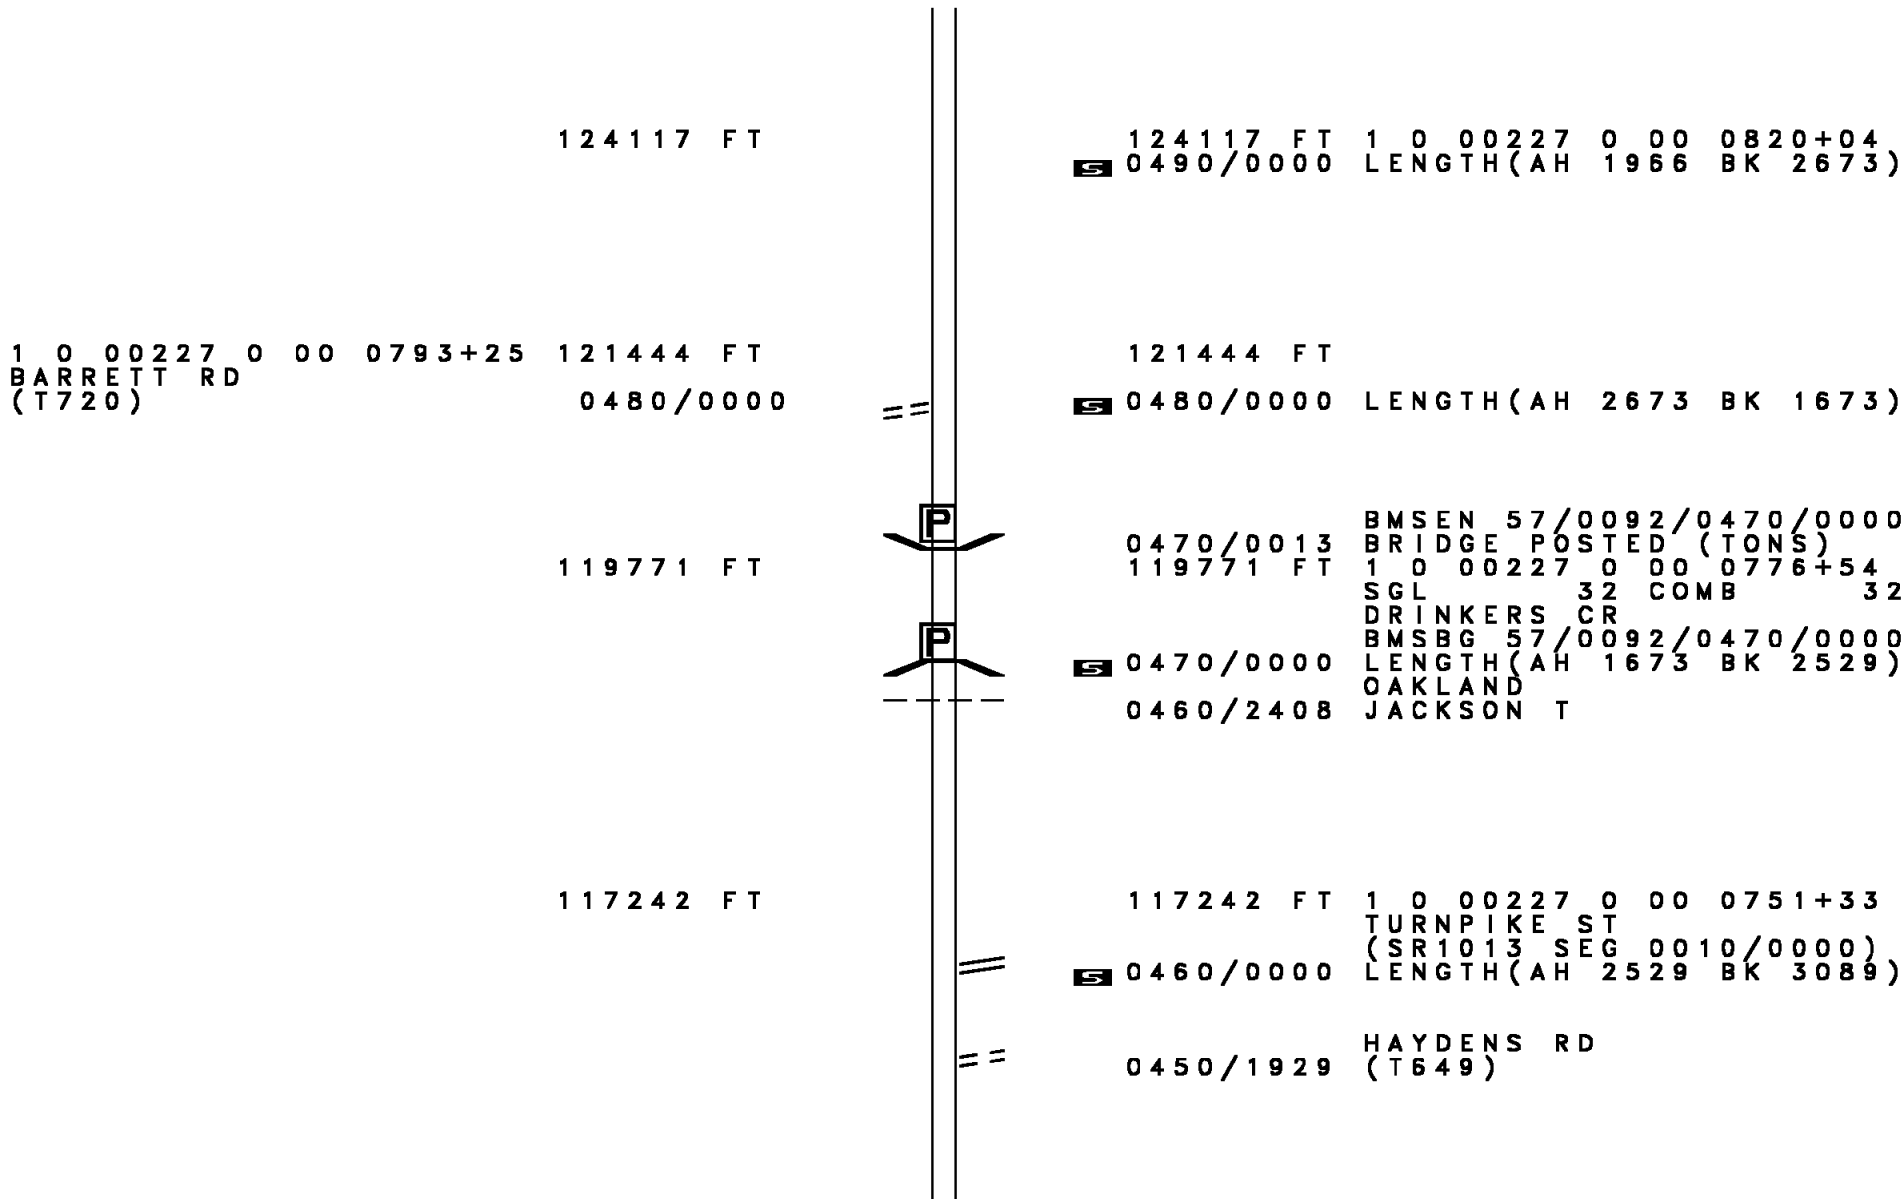 124117 FT 124117 FT 1 0 00227 0 00 0820+04
S 0490/0000 LENGTH(AH 1966 BK 2673)
1 0 00227 0 00 0793+25 121444 FT 121444 FT
BARRETT RD
(T720) 0480/0000 S 0480/0000 LENGTH(AH 2673 BK 1673)
P BMSEN 57/0092/0470/0000
0470/0013 BRIDGE POSTED (TONS)
119771 FT 119771 FT 1 0 00227 0 00 0776+54
SGL 32 COMB 32
DRINKERS CR
P BMSBG 57/0092/0470/0000
S 0470/0000 LENGTH(AH 1673 BK 2529)
OAKLAND
0460/2408 JACKSON T
117242 FT 117242 FT 1 0 00227 0 00 0751+33
TURNPIKE ST
(SR1013 SEG 0010/0000)
S 0460/0000 LENGTH(AH 2529 BK 3089)
HAYDENS RD
0450/1929 (T649)